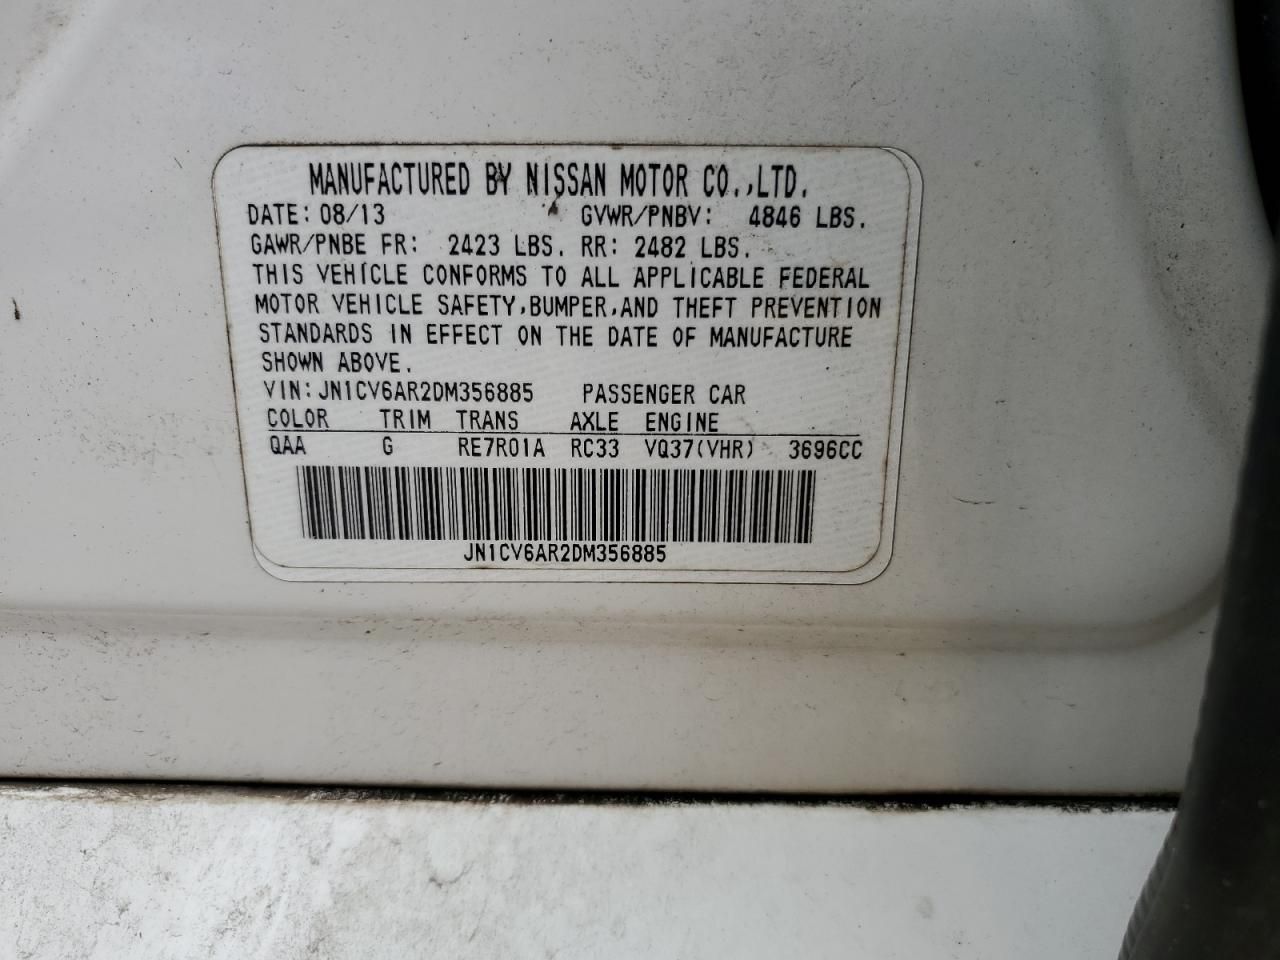 MANUFACTURED BY NISSAN MOTOR CO.,LTD.
DATE: 08/13 GVWR/PNBV: 4846 LBS.
GAWR/PNBE FR: 2423 LBS. RR: 2482 LBS.
THIS VEHICLE CONFORMS TO ALL APPLICABLE FEDERAL
MOTOR VEHICLE SAFETY,BUMPER,AND THEFT PREVENTION
STANDARDS IN EFFECT ON THE DATE OF MANUFACTURE
SHOWN ABOVE.
VIN: JN1CV6AR2DM356885 PASSENGER CAR
COLOR TRIM TRANS AXLE ENGINE
QAA G RE7R01A RC33 VQ37(VHR) 3696CC
JN1CV6AR2DM356885